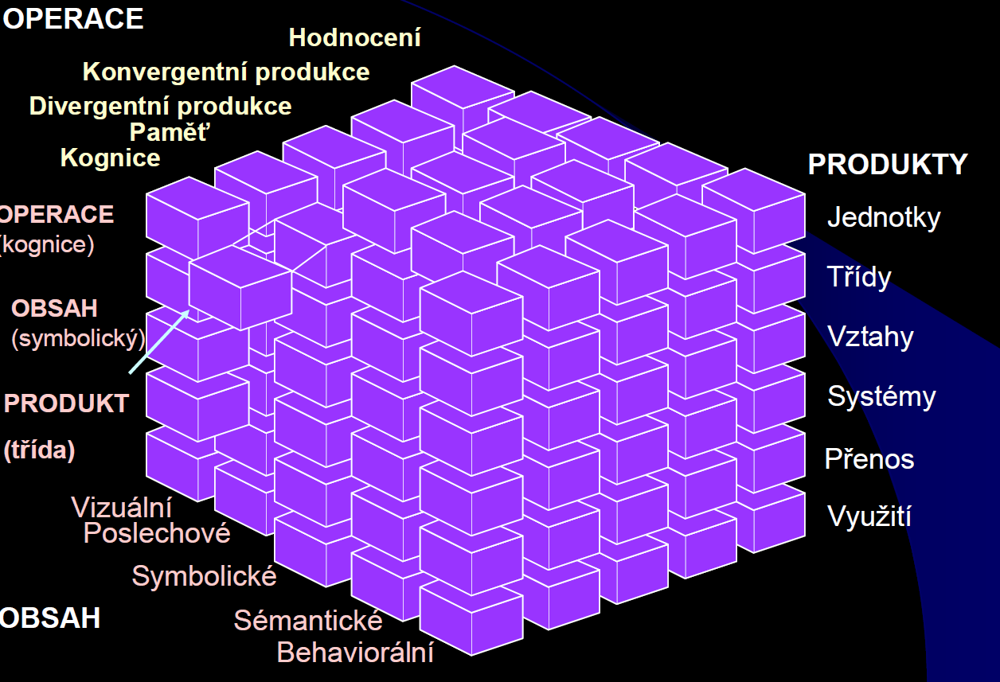 OPERACE
Hodnocení
Konvergentní produkce
Divergentní produkce
Paměť
Kognice
OPERACE
(kognice)
OBSAH
(symbolický)
PRODUKT
(třída)
Vizuální
Poslechové
Symbolické
Sémantické
Behaviorální
OBSAH
PRODUKTY
Jednotky
Třídy
Vztahy
Systémy
Přenos
Využití